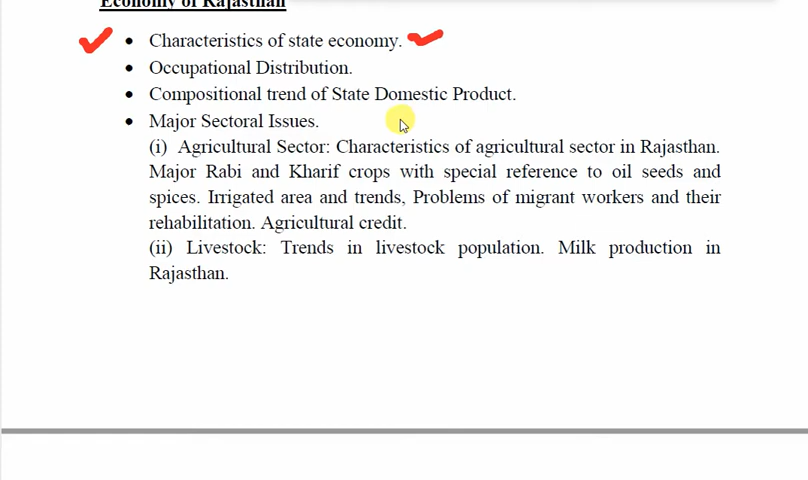 Economy of Rajasthan
• Characteristics of state economy.
• Occupational Distribution.
• Compositional trend of State Domestic Product.
• Major Sectoral Issues.
(i) Agricultural Sector: Characteristics of agricultural sector in Rajasthan.
Major Rabi and Kharif crops with special reference to oil seeds and
spices. Irrigated area and trends, Problems of migrant workers and their
rehabilitation. Agricultural credit.
(ii) Livestock: Trends in livestock population. Milk production in
Rajasthan.